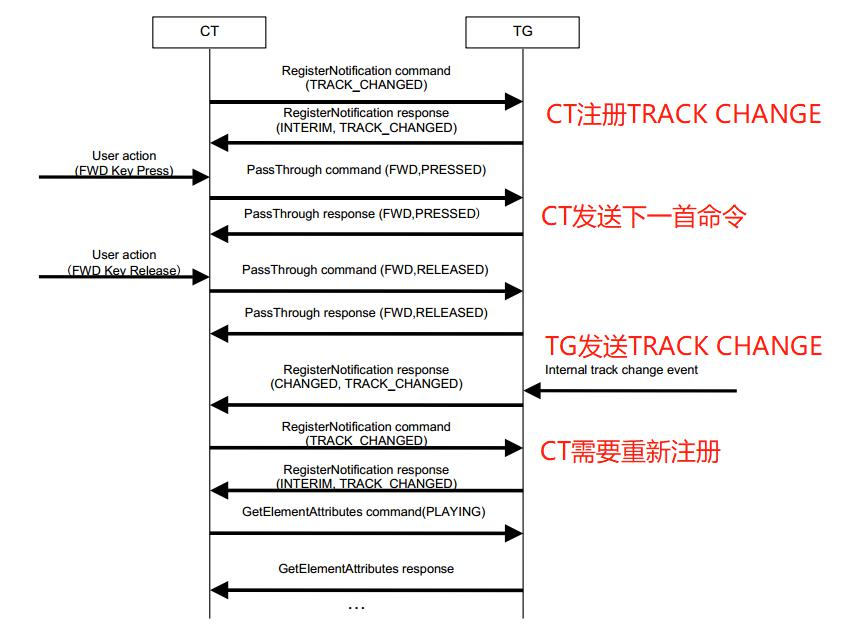 CT
TG
RegisterNotification command
(TRACK_CHANGED)
RegisterNotification response
(INTERIM, TRACK_CHANGED)
CT注册TRACK CHANGE
User action
(FWD Key Press)
PassThrough command (FWD,PRESSED)
PassThrough response (FWD,PRESSED)
CT发送下一首命令
User action
(FWD Key Release)
PassThrough command (FWD,RELEASED)
PassThrough response (FWD,RELEASED)
TG发送TRACK CHANGE
Internal track change event
RegisterNotification response
(CHANGED, TRACK_CHANGED)
RegisterNotification command
(TRACK_CHANGED)
CT需要重新注册
RegisterNotification response
(INTERIM, TRACK_CHANGED)
GetElementAttributes command(PLAYING)
GetElementAttributes response
...